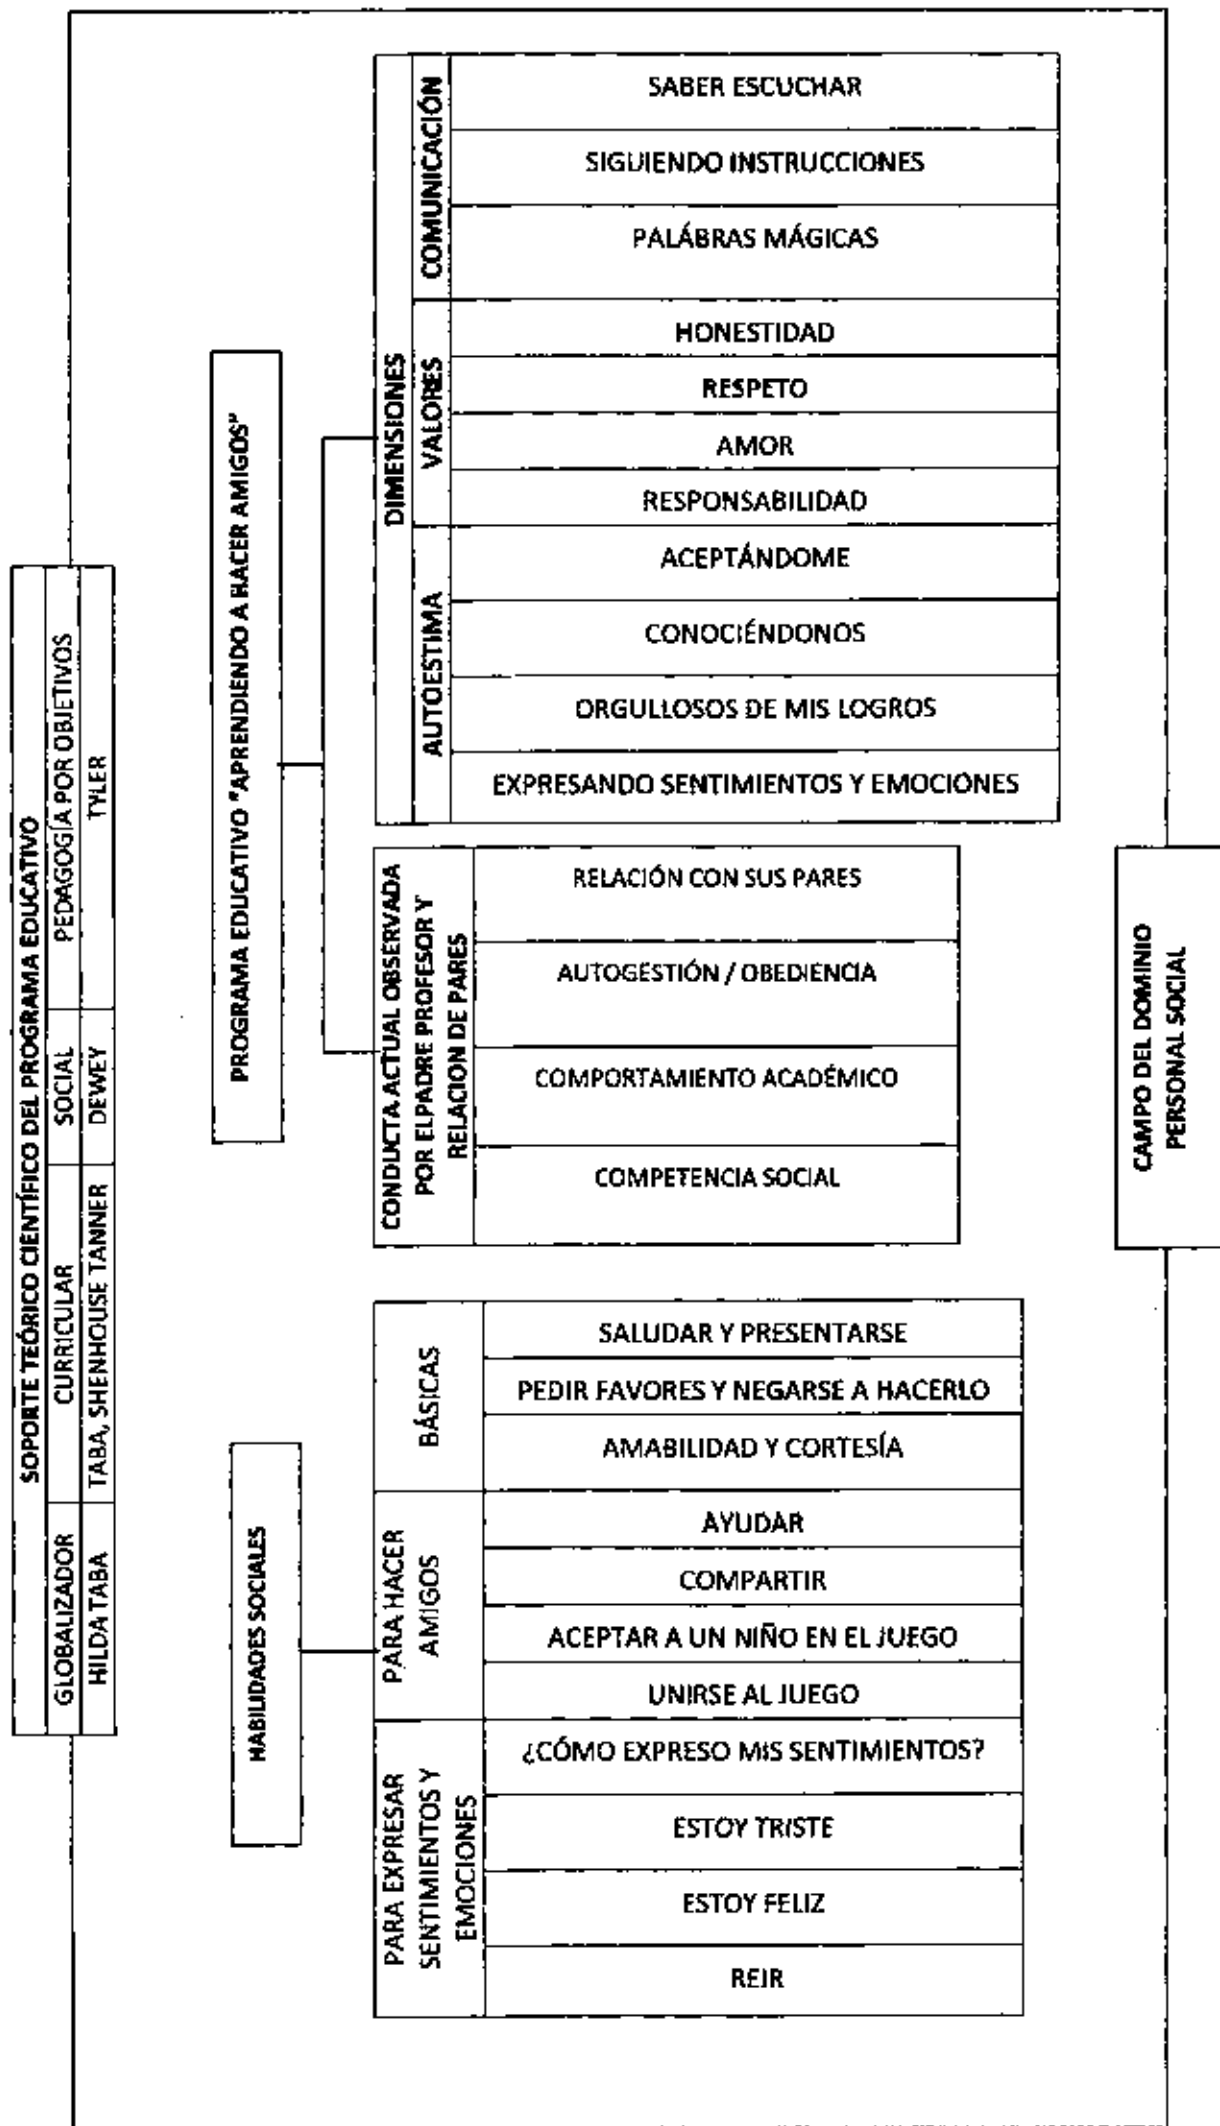 SOPORTE TEÓRICO CIENTÍFICO DEL PROGRAMA EDUCATIVO
GLOBALIZADOR
CURRICULAR
SOCIAL
PEDAGOGÍA POR OBJETIVOS
HILDA TABA
TABA, SHENHOUSE TANNER
DEWEY
TYLER
HABILIDADES SOCIALES
PROGRAMA EDUCATIVO "APRENDIENDO A HACER AMIGOS"
PARA EXPRESAR
SENTIMIENTOS Y
EMOCIONES
¿CÓMO EXPRESO MIS SENTIMIENTOS?
ESTOY TRISTE
ESTOY FELIZ
REIR
PARA HACER
AMIGOS
AYUDAR
COMPARTIR
ACEPTAR A UN NIÑO EN EL JUEGO
UNIRSE AL JUEGO
BÁSICAS
SALUDAR Y PRESENTARSE
PEDIR FAVORES Y NEGARSE A HACERLO
AMABILIDAD Y CORTESÍA
CONDUCTA ACTUAL OBSERVADA
POR ELPADRE PROFESOR Y
RELACION DE PARES
RELACIÓN CON SUS PARES
AUTOGESTIÓN / OBEDIENCIA
COMPORTAMIENTO ACADÉMICO
COMPETENCIA SOCIAL
DIMENSIONES
AUTOESTIMA
ACEPTÁNDOME
CONOCIÉNDONOS
ORGULLOSOS DE MIS LOGROS
EXPRESANDO SENTIMIENTOS Y EMOCIONES
VALORES
HONESTIDAD
RESPETO
AMOR
RESPONSABILIDAD
COMUNICACIÓN
SABER ESCUCHAR
SIGUIENDO INSTRUCCIONES
PALÁBRAS MÁGICAS
CAMPO DEL DOMINIO
PERSONAL SOCIAL